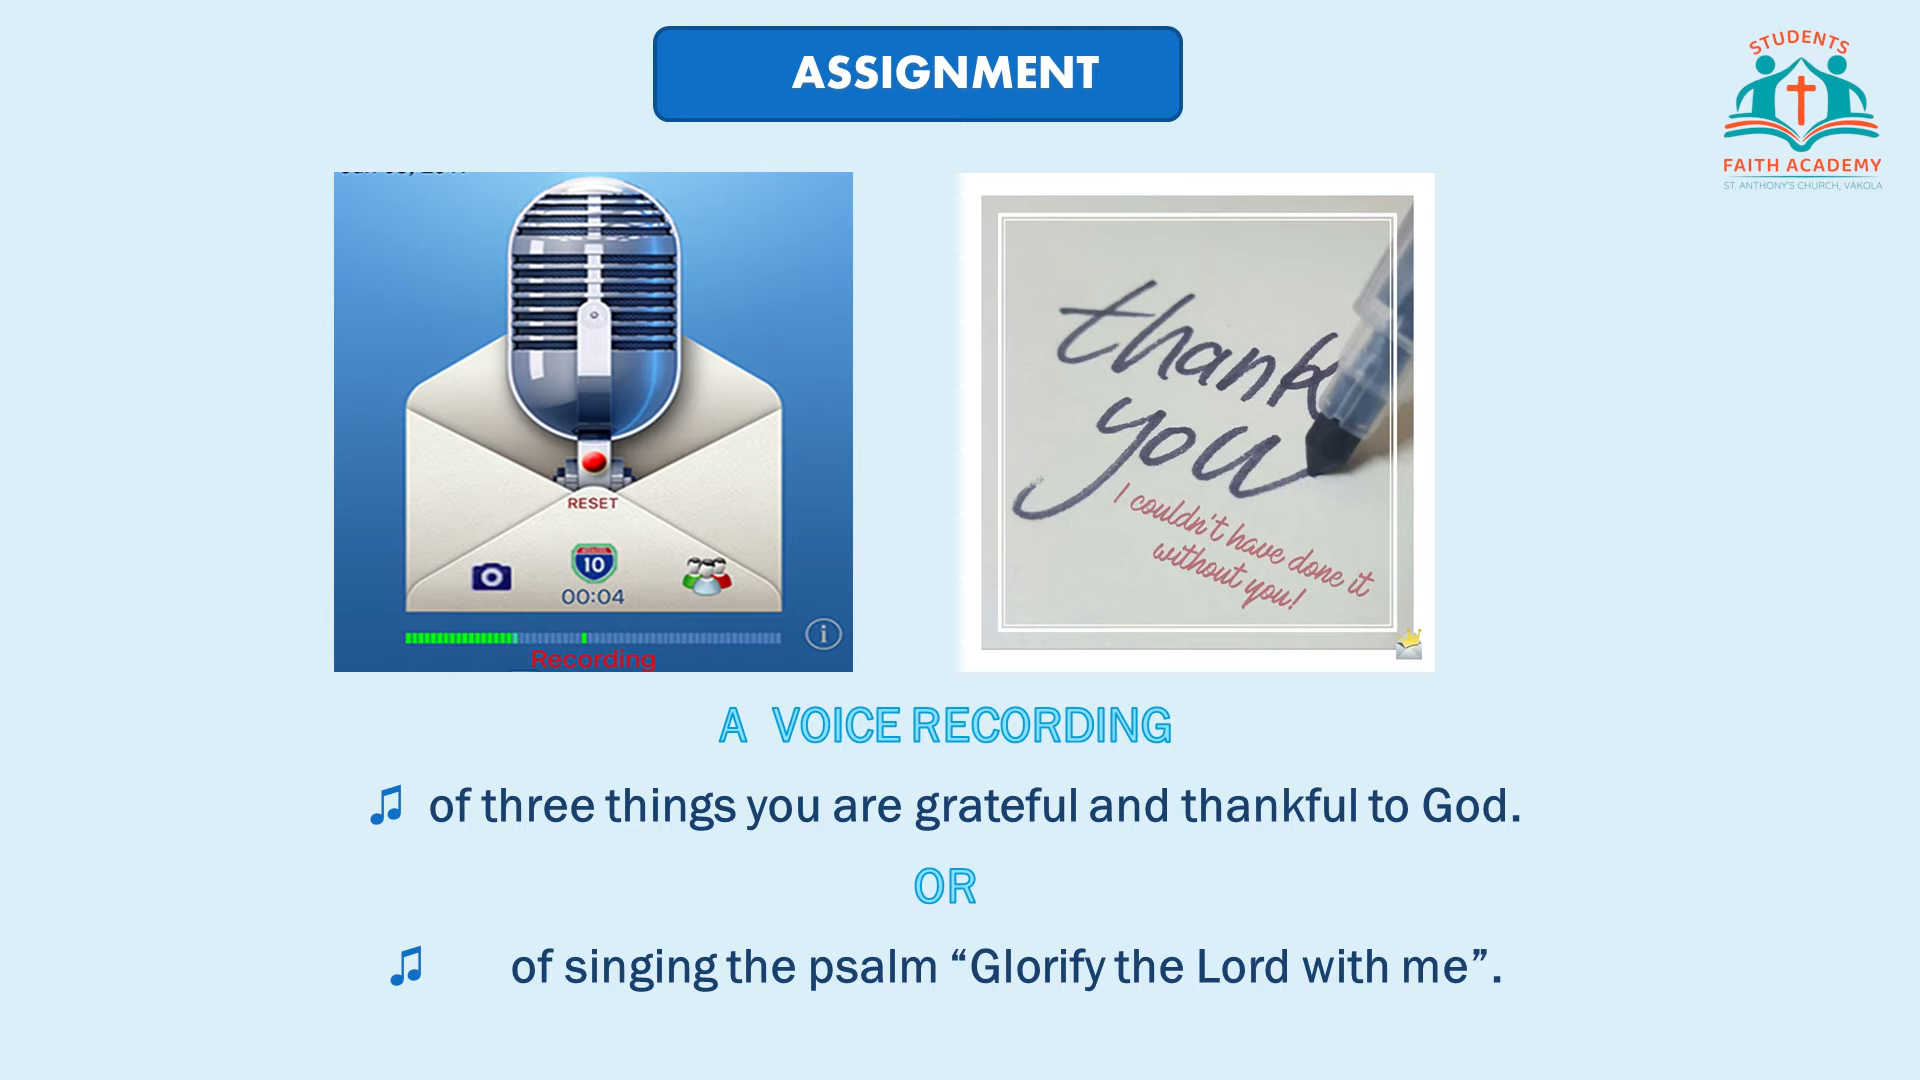 ASSIGNMENT
STUDENTS
FAITH ACADEMY
ST. ANTHONY'S CHURCH, VAKOLA
RESET
10
00:04
Recording
thank
you
I couldn't have done it
without you!
A VOICE RECORDING
♫ of three things you are grateful and thankful to God.
OR
♫ of singing the psalm “Glorify the Lord with me”.